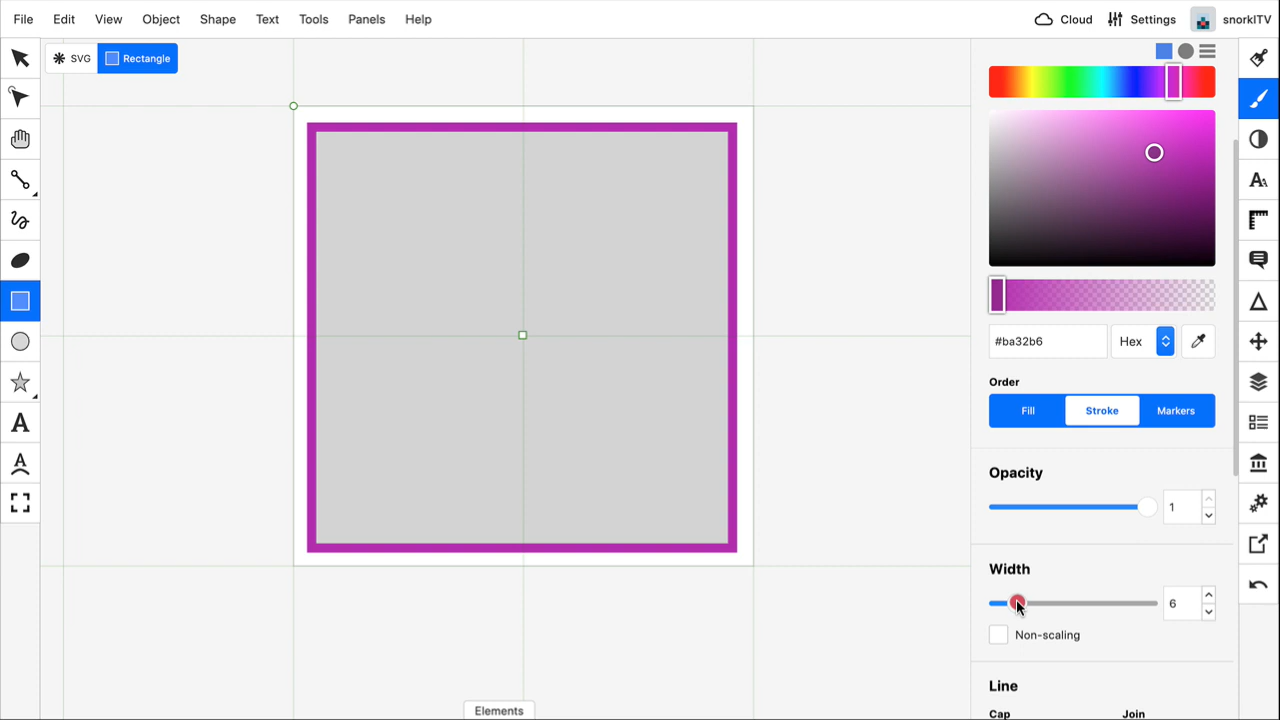 File Edit View Object Shape Text Tools Panels Help Cloud Settings snorklTV
SVG Rectangle
#ba32b6 Hex
Order
Fill Stroke Markers
Opacity
1
Width
6
Non-scaling
Line
Cap Join
Elements